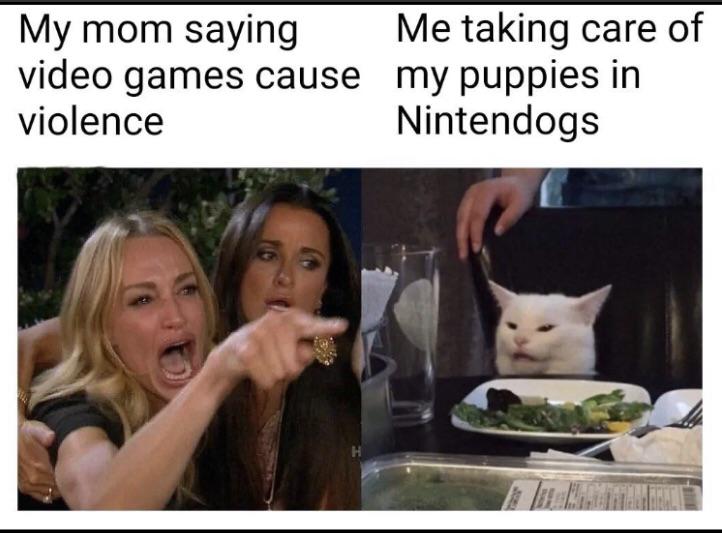 My mom saying
video games cause
violence
Me taking care of
my puppies in
Nintendogs
H